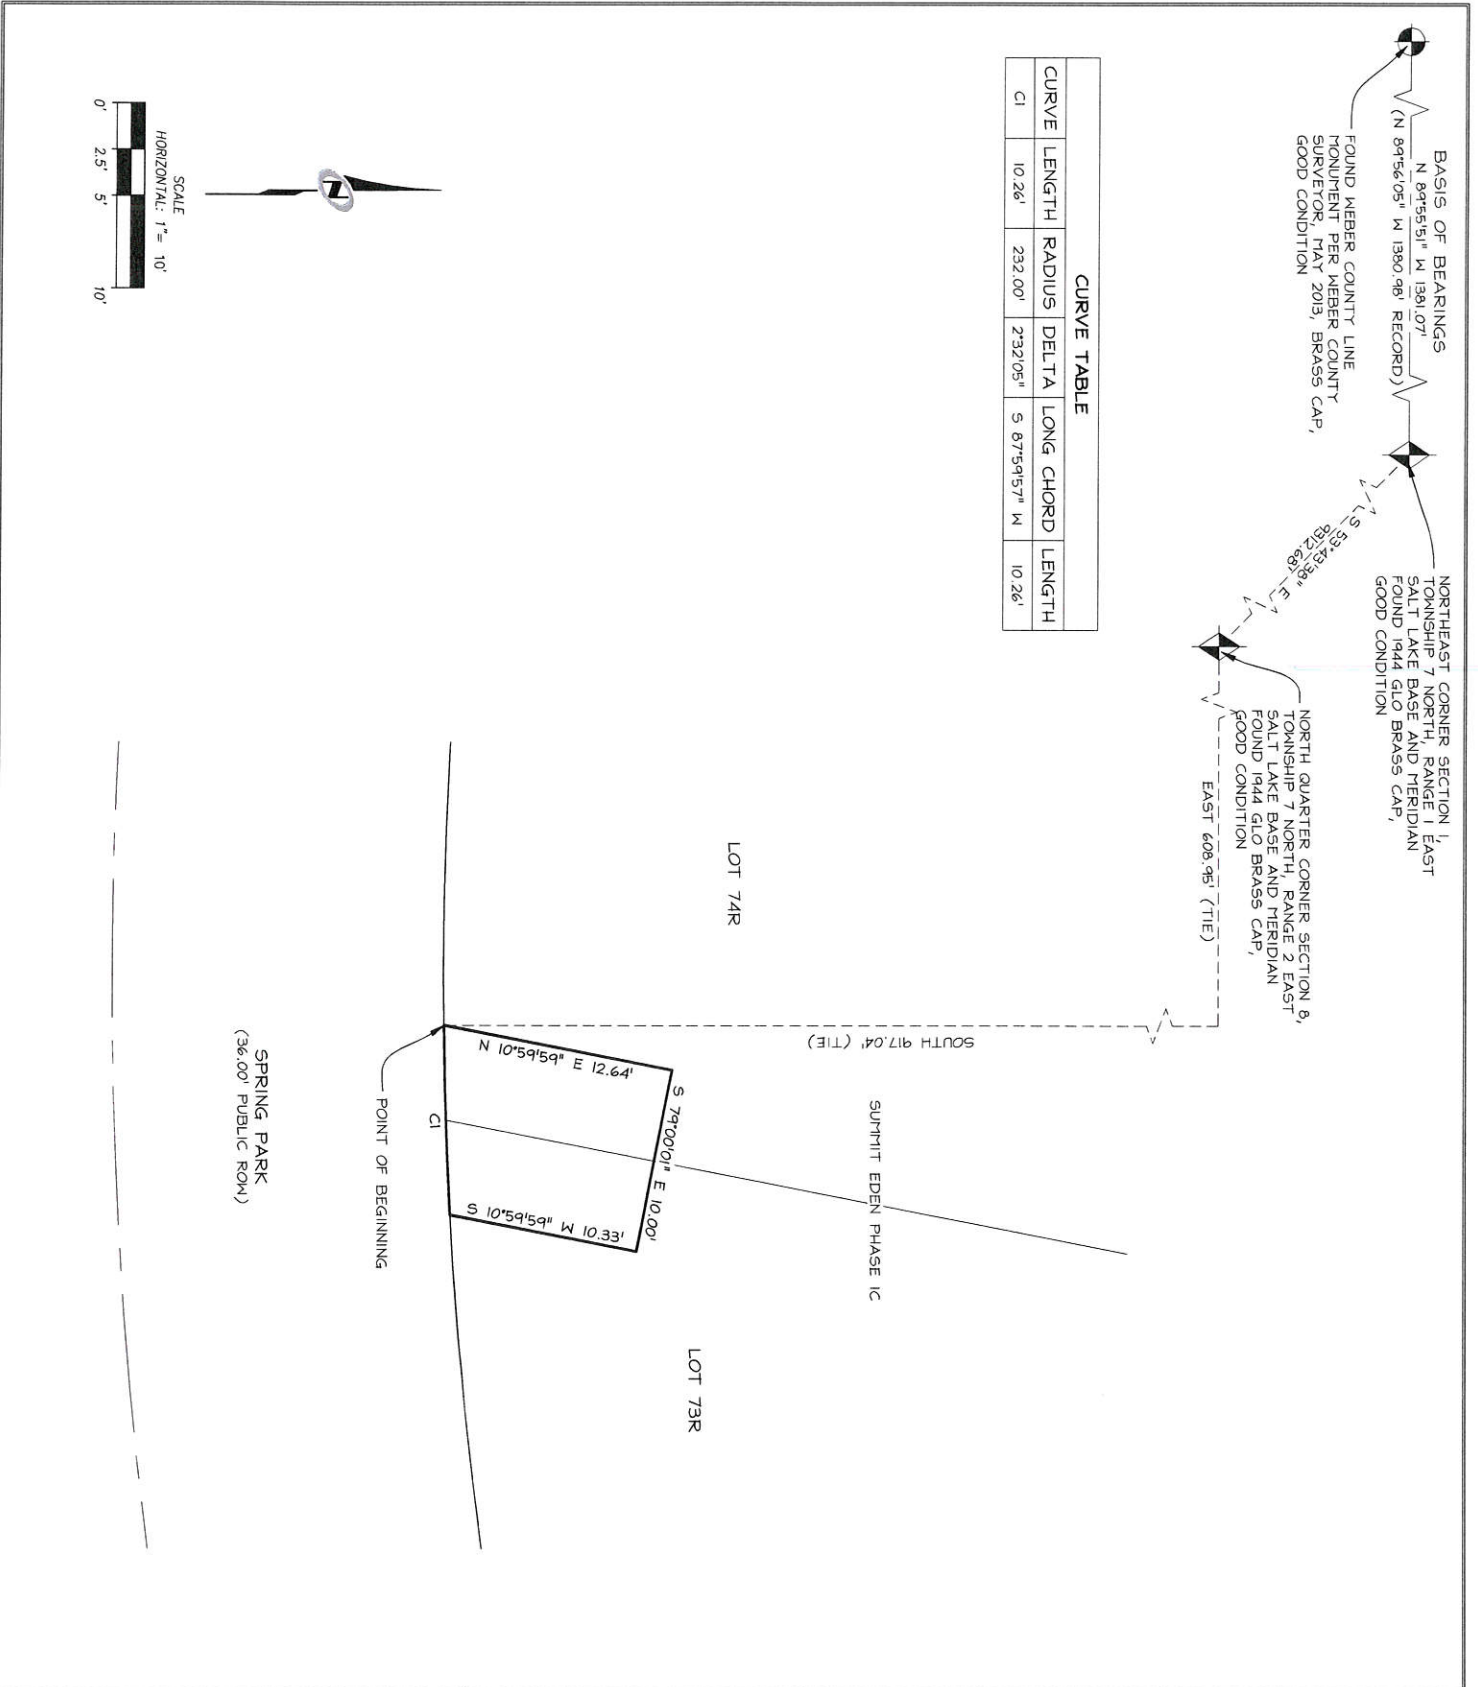 BASIS OF BEARINGS
N 89°55'51" W 1381.07'
(N 89°56'05" W 1380.98' RECORD)
FOUND WEBER COUNTY LINE
MONUMENT PER WEBER COUNTY
SURVEYOR, MAY 2013, BRASS CAP,
GOOD CONDITION
NORTHEAST CORNER SECTION 1,
TOWNSHIP 7 NORTH, RANGE 1 EAST
SALT LAKE BASE AND MERIDIAN
FOUND 1944 GLO BRASS CAP,
GOOD CONDITION
S 53°43'38" E
9312.68'
NORTH QUARTER CORNER SECTION 8,
TOWNSHIP 7 NORTH, RANGE 2 EAST
SALT LAKE BASE AND MERIDIAN
FOUND 1944 GLO BRASS CAP,
GOOD CONDITION
EAST 608.95' (TIE)
SOUTH 917.04' (TIE)
CURVE TABLE
CURVE LENGTH RADIUS DELTA LONG CHORD LENGTH
C1 10.26' 232.00' 2°32'05" S 87°59'57" W 10.26'
SUMMIT EDEN PHASE 1C
LOT 74R
LOT 73R
S 79°00'01" E 10.00'
N 10°59'59" E 12.64'
S 10°59'59" W 10.33'
C1
POINT OF BEGINNING
SPRING PARK
(36.00' PUBLIC ROW)
N
SCALE
HORIZONTAL: 1"= 10'
0' 2.5' 5' 10'